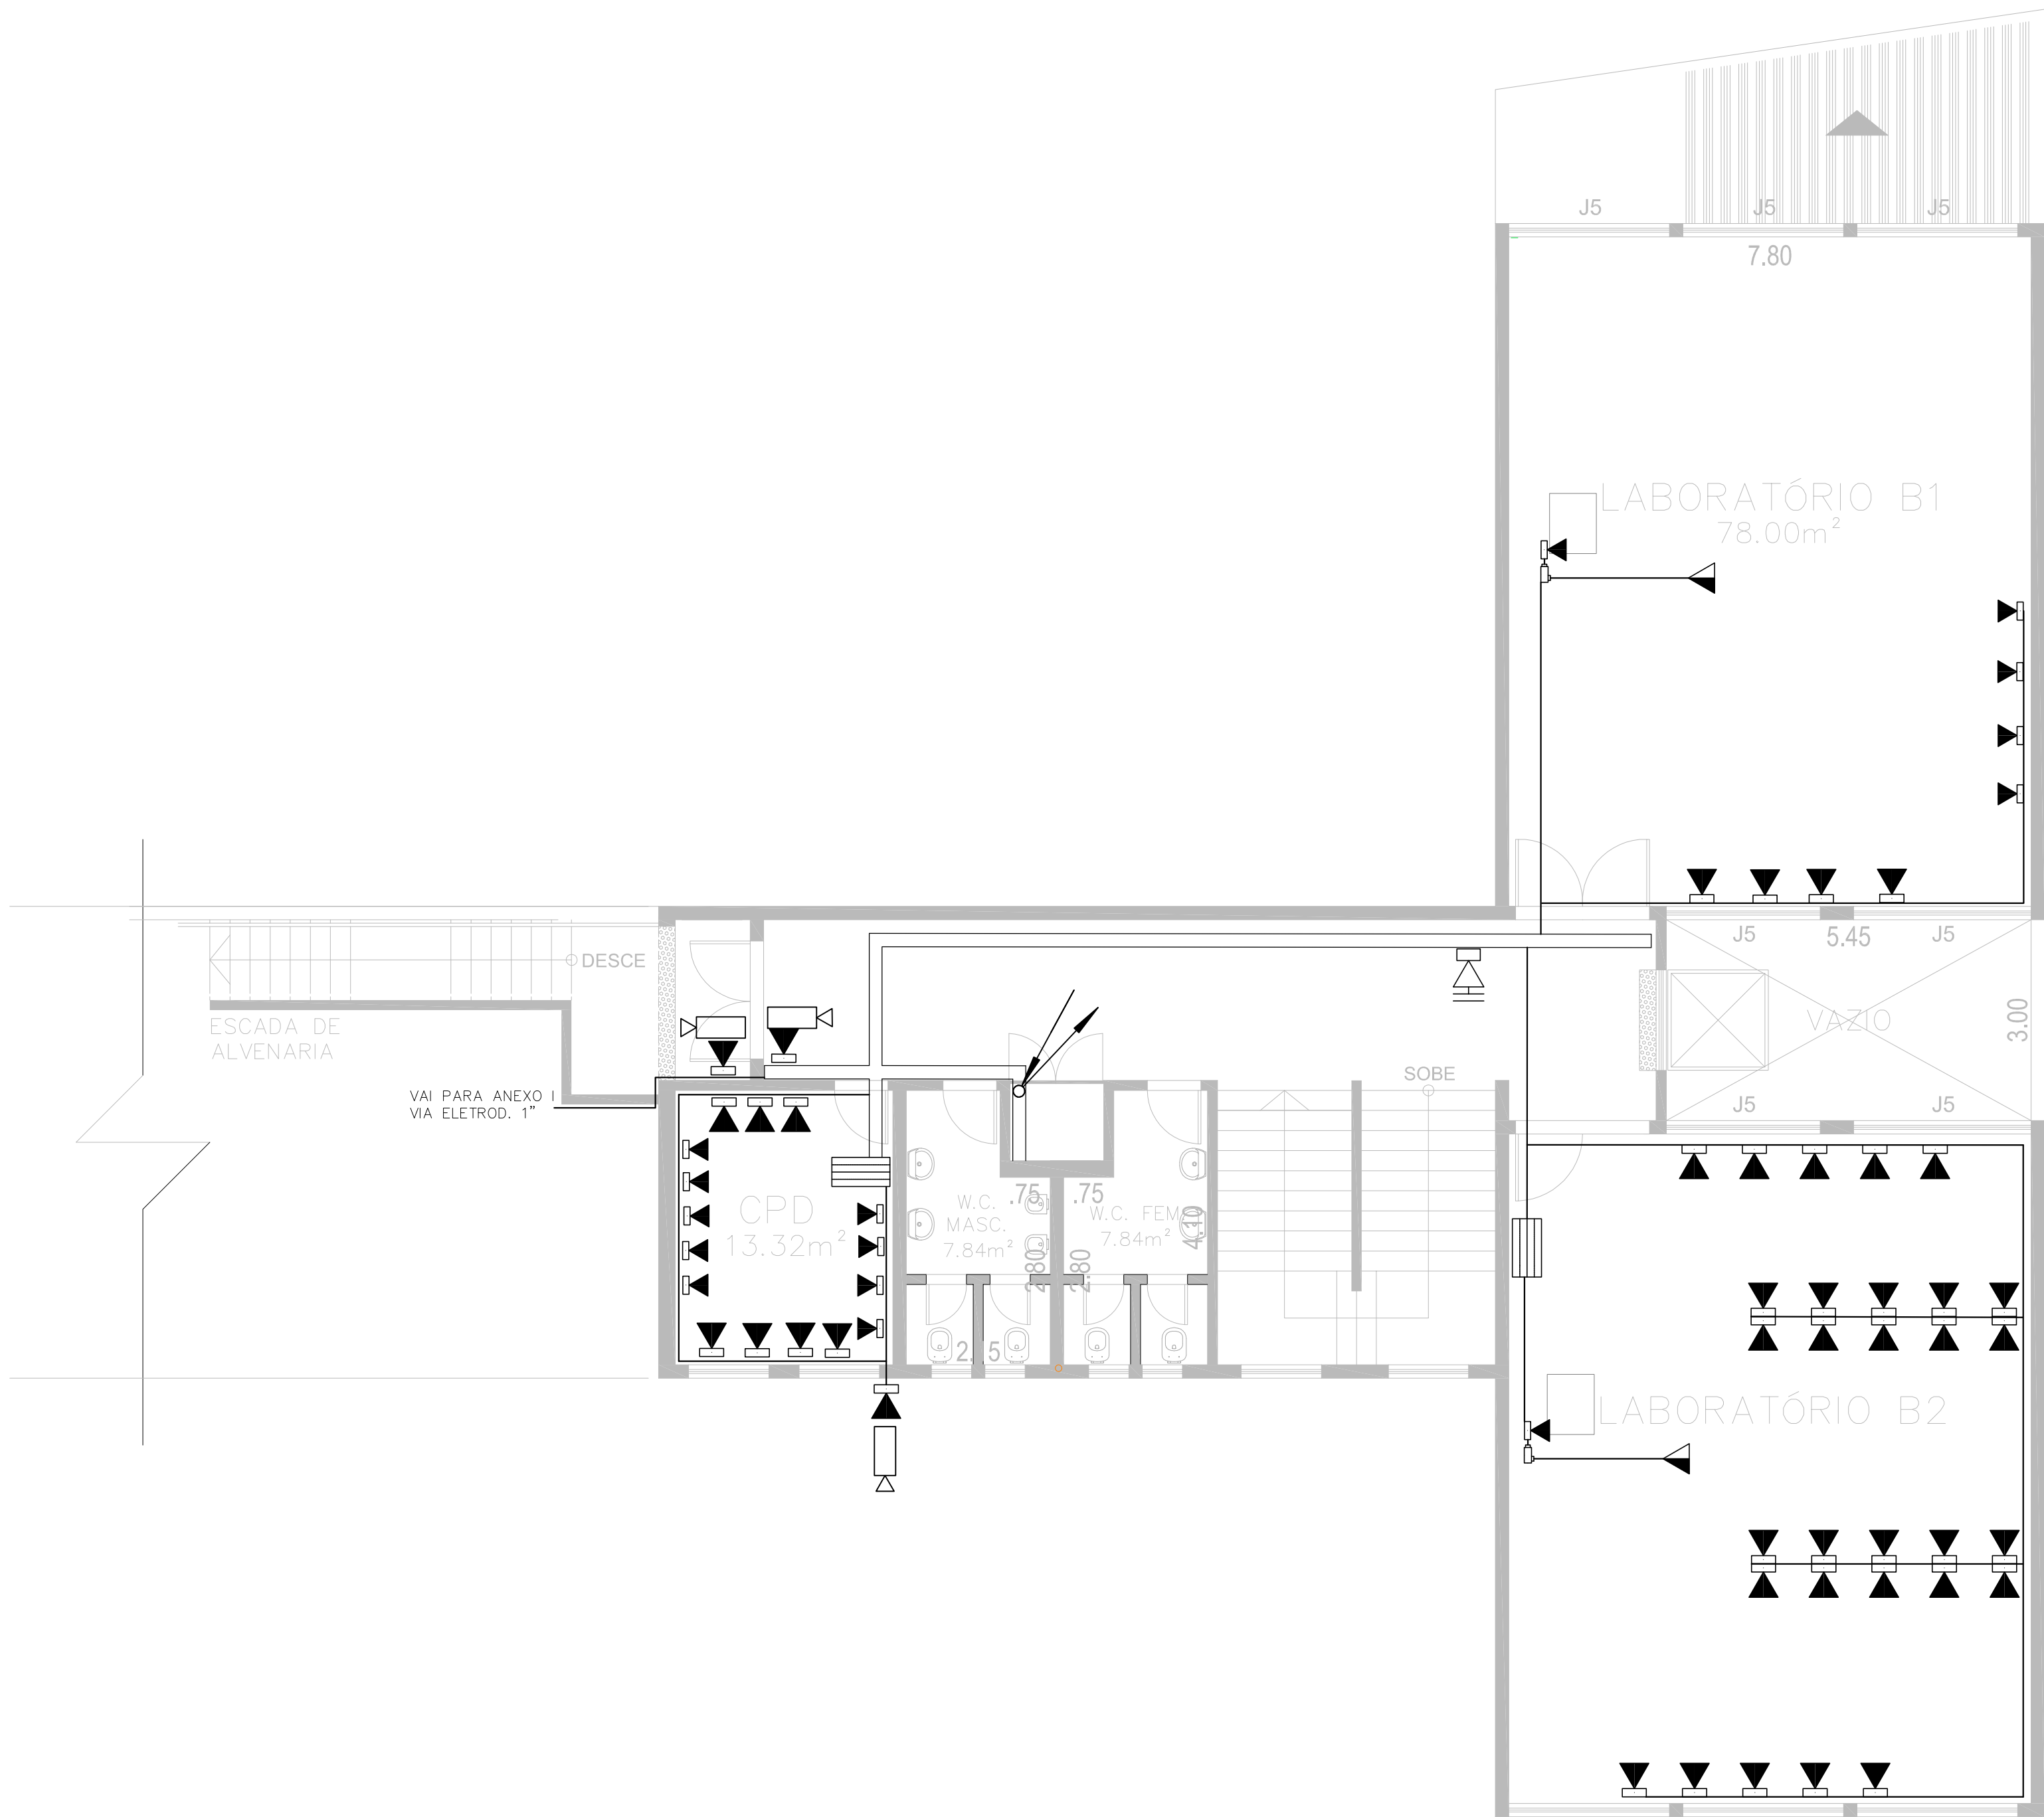 J5 J5 J5
7.80
LABORATÓRIO B1
78.00m²
J5 5.45 J5
DESCE
VAZIO
3.00
ESCADA DE
ALVENARIA
SOBE
VAI PARA ANEXO I
VIA ELETROD. 1"
J5 J5
CPD
13.32m²
.75 .75
W.C.
MASC.
7.84m²
W.C. FEM.
7.84m²
4.10
2.80 2.80
LABORATÓRIO B2